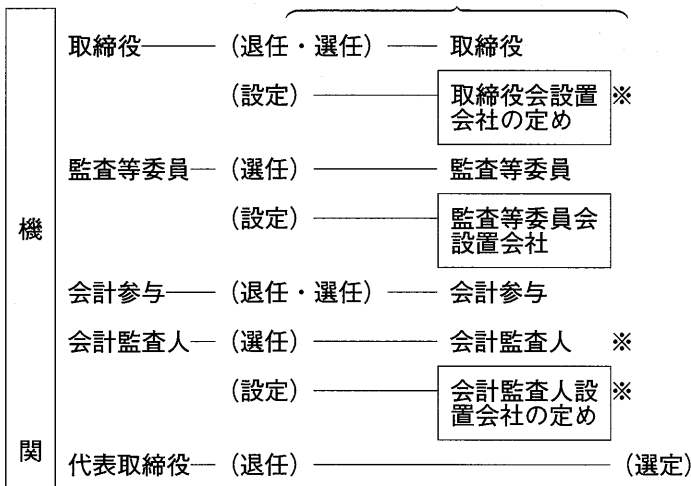 取締役 (退任・選任) 取締役
(設定) 取締役会設置 ※
会社の定め
監査等委員 (選任) 監査等委員
(設定) 監査等委員会
設置会社
機
会計参与 (退任・選任) 会計参与
会計監査人 (選任) 会計監査人 ※
(設定) 会計監査人設 ※
置会社の定め
関
代表取締役 (退任) (選定)